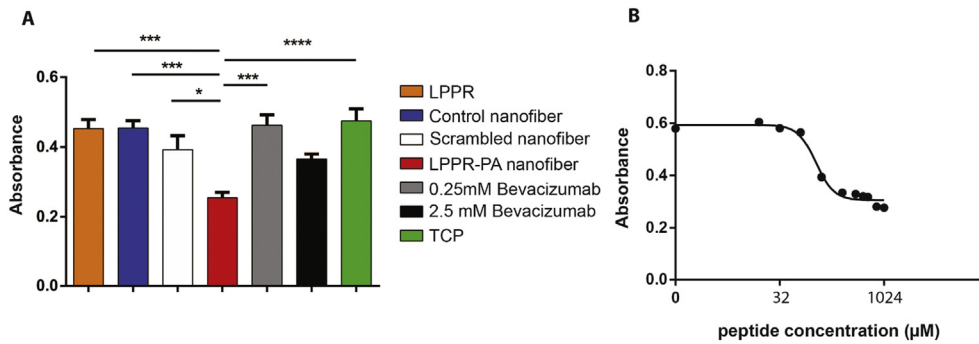 A
***
****
***
***
*
0.6
0.4
0.2
0.0
Absorbance
LPPR
Control nanofiber
Scrambled nanofiber
LPPR-PA nanofiber
0.25mM Bevacizumab
2.5 mM Bevacizumab
TCP
B
0.8
0.6
0.4
0.2
0.0
Absorbance
0
32
1024
peptide concentration (μM)